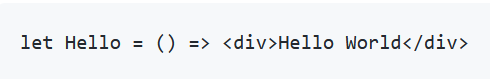 let Hello = () => <div>Hello World</div>